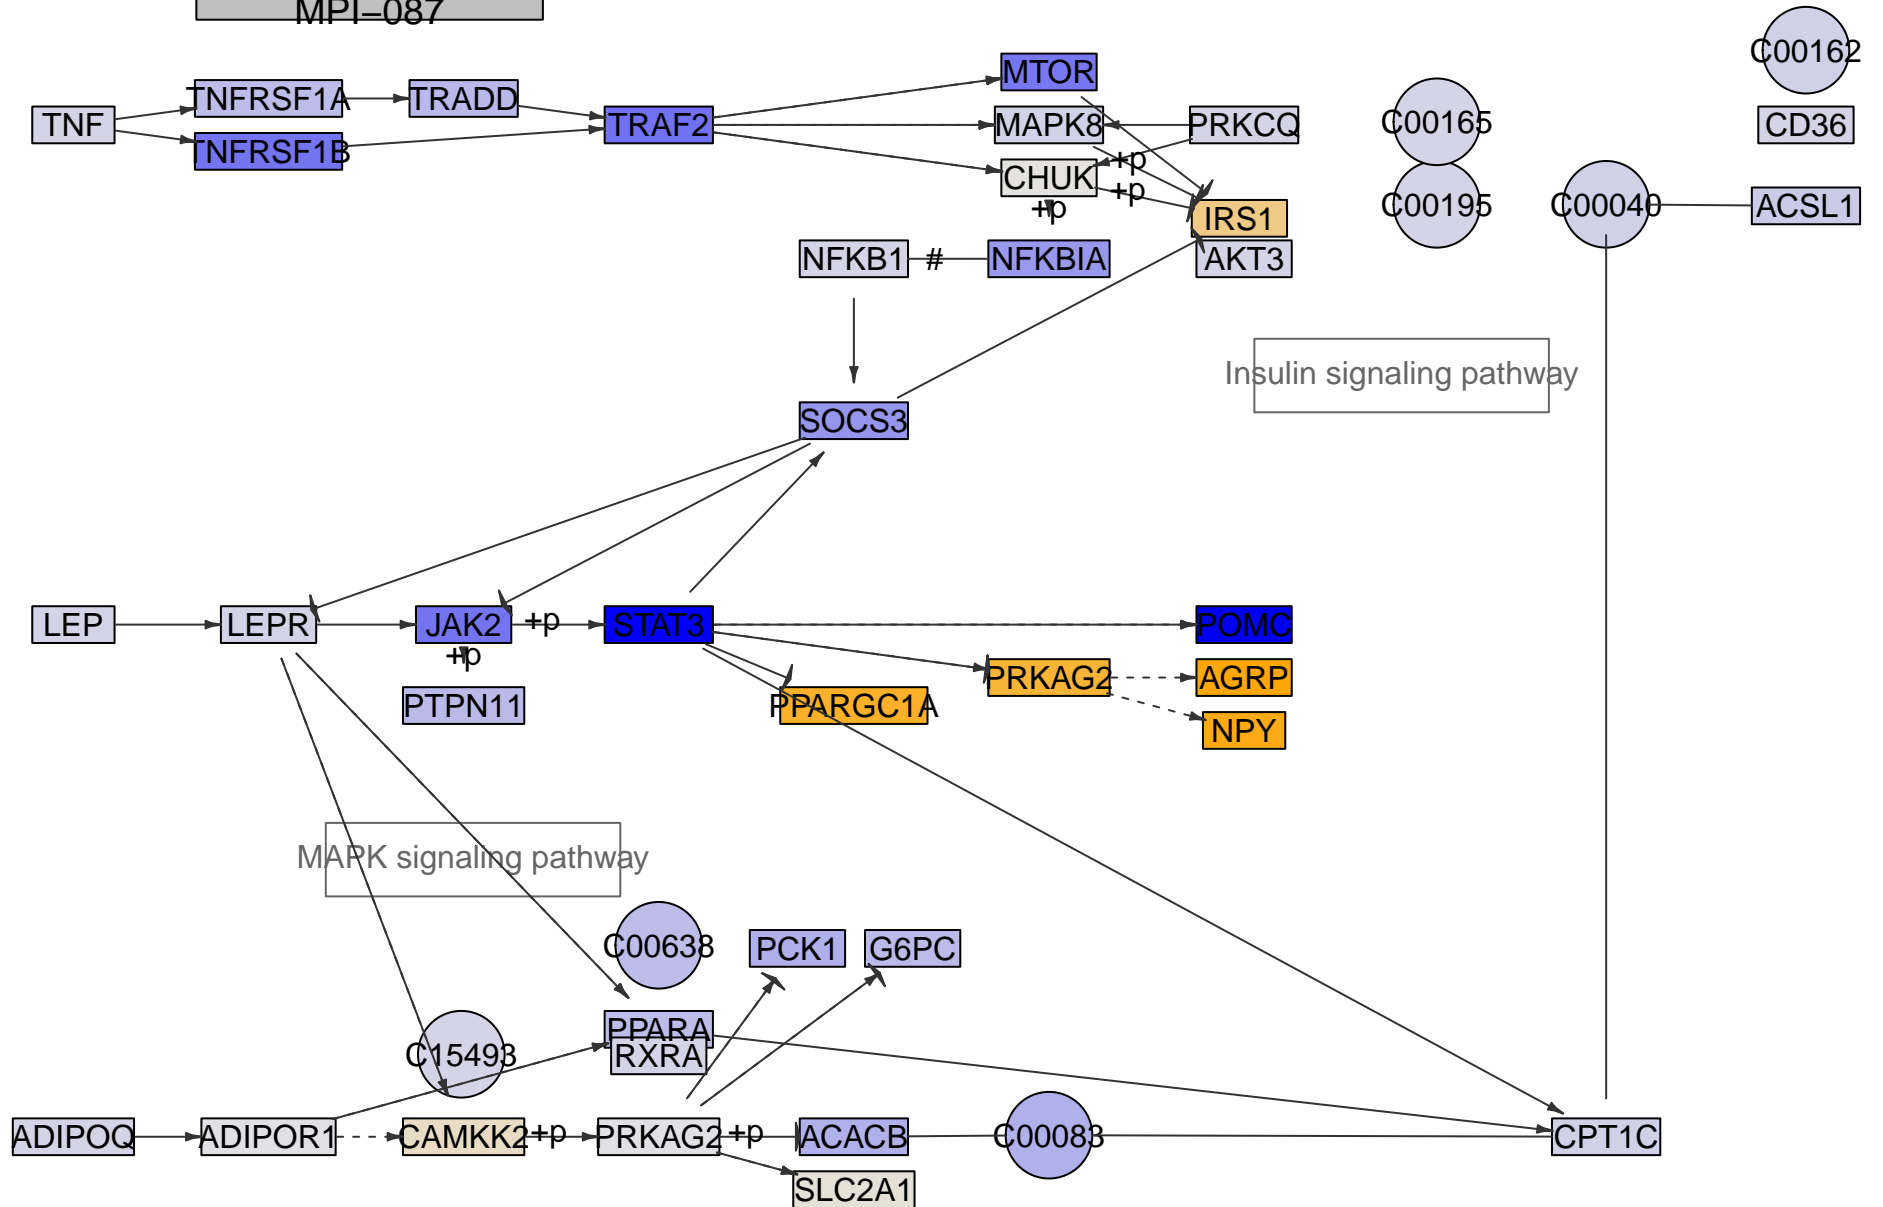 MPI−087
C00162
TNF
TNFRSF1A
TRADD
TNFRSF1B
TRAF2
MTOR
MAPK8
PRKCQ
CHUK
+p
+p
+p
IRS1
C00165
C00195
CD36
C00040
ACSL1
NFKB1
#
NFKBIA
AKT3
Insulin signaling pathway
SOCS3
LEP
LEPR
JAK2
+p
STAT3
POMC
+p
PTPN11
PPARGC1A
PRKAG2
AGRP
NPY
MAPK signaling pathway
C00638
PCK1
G6PC
C15493
PPARA
RXRA
ADIPOQ
ADIPOR1
CAMKK2
+p
PRKAG2
+p
ACACB
C00083
CPT1C
SLC2A1